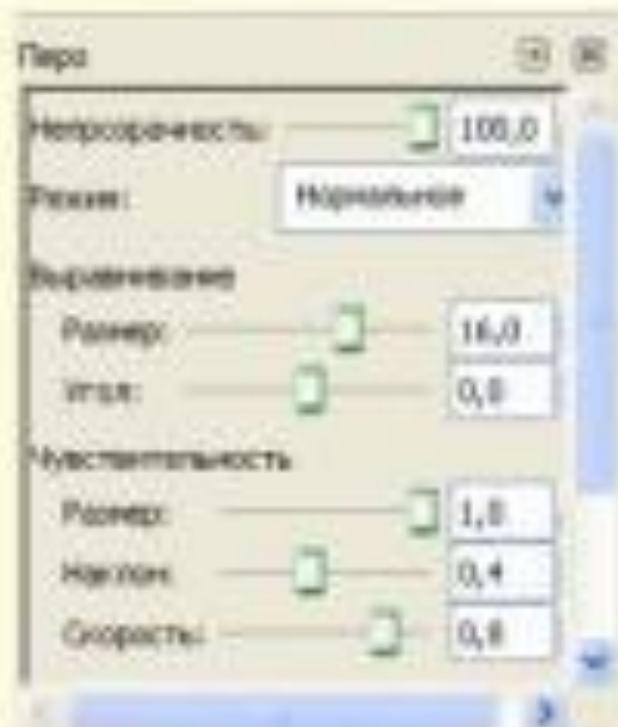 Перо
Непрозрачность: 100,0
Режим: Нормальное
Выравнивание
Размер: 16,0
Угол: 0,0
Чувствительность
Размер: 1,0
Наклон: 0,4
Скорость: 0,8